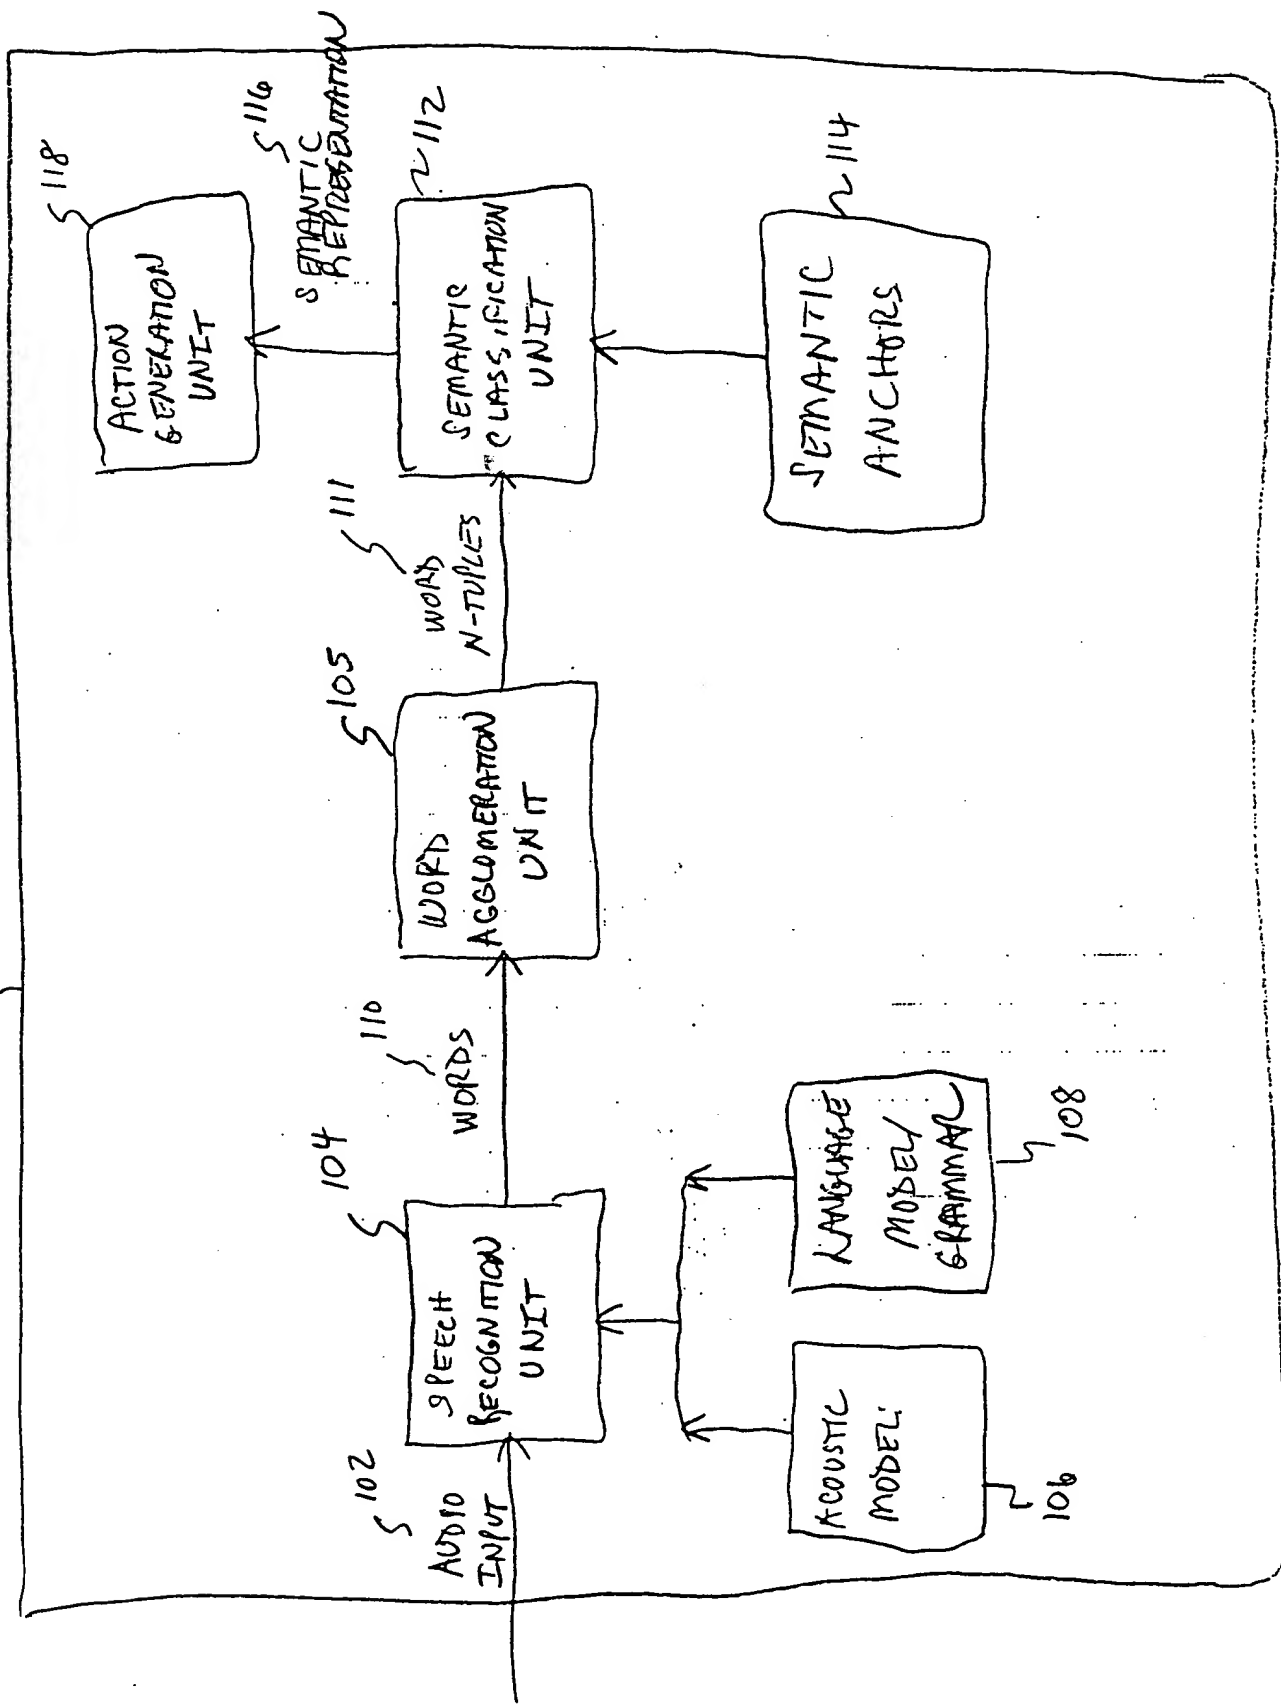 102
AUDIO
INPUT
104
SPEECH
RECOGNITION
UNIT
ACOUSTIC
MODEL
106
LANGUAGE
MODEL/
GRAMMAR
108
110
WORDS
105
WORD
AGGLOMERATION
UNIT
111
WORD
N-TUPLES
112
SEMANTIC
CLASSIFICATION
UNIT
SEMANTIC
ANCHORS
114
116
SEMANTIC
REPRESENTATION
118
ACTION
GENERATION
UNIT